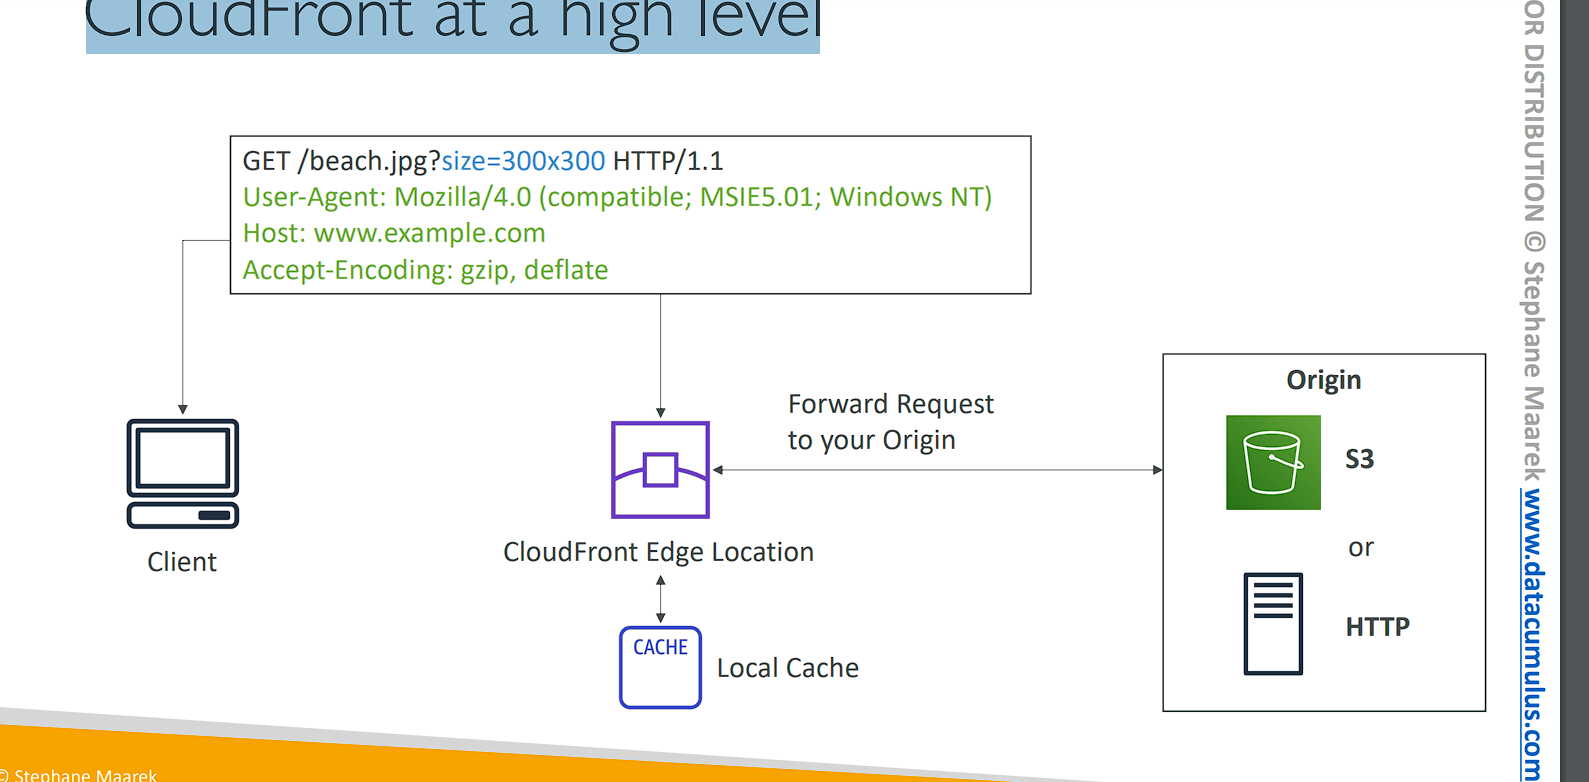 CloudFront at a high level
GET /beach.jpg?size=300x300 HTTP/1.1
User-Agent: Mozilla/4.0 (compatible; MSIE5.01; Windows NT)
Host: www.example.com
Accept-Encoding: gzip, deflate
Forward Request
to your Origin
Origin
S3
or
HTTP
Client
CloudFront Edge Location
CACHE
Local Cache
© Stephane Maarek
OR DISTRIBUTION © Stephane Maarek www.datacumulus.com